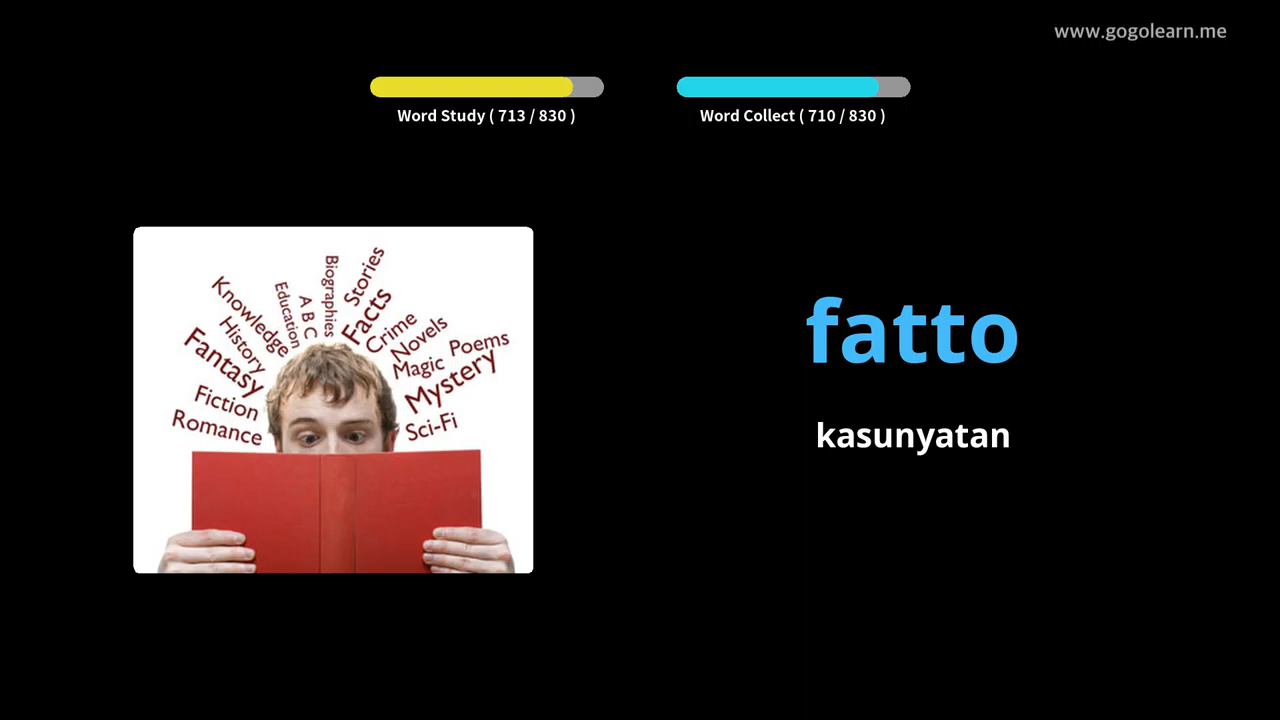 www.gogolearn.me
Word Study ( 713 / 830 )
Word Collect ( 710 / 830 )
Biographies
Stories
Education
A B C
Facts
Knowledge
Crime
History
Novels
Fantasy
Magic
Poems
Mystery
Fiction
Romance
Sci-Fi
fatto
kasunyatan